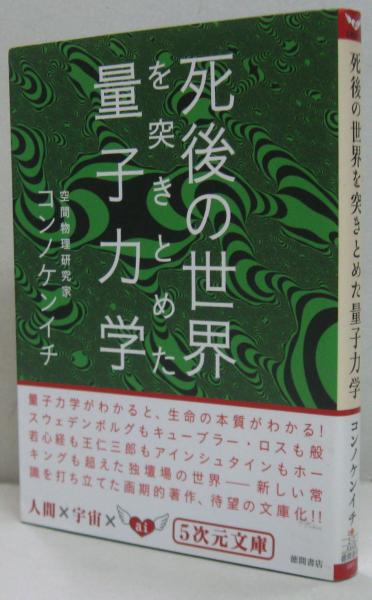 死後の世界
を突きとめた
量子力学
空間物理研究家
コンノケンイチ
量子力学がわかると、生命の本質がわかる!
スウェデンボルグもキューブラー・ロスも般
若心経も王仁三郎もアインシュタインもホー
キングも超えた独壇場の世界――新しい常
識を打ち立てた画期的著作、待望の文庫化!!
人間×宇宙×ai
5次元文庫
徳間書店
死後の世界を突きとめた量子力学
コンノケンイチ